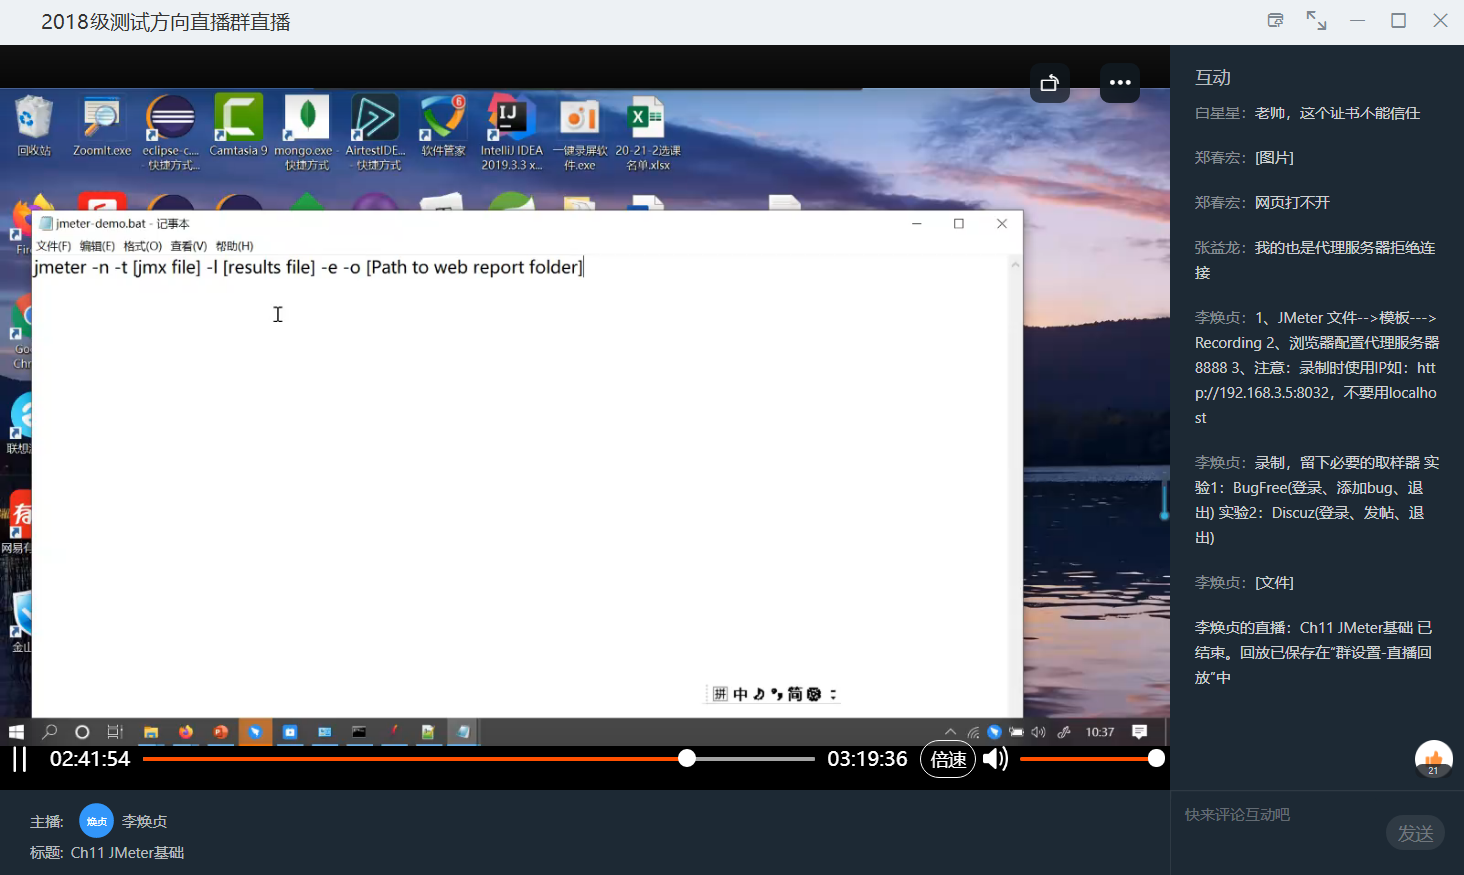 2018级测试方向直播群直播
回收站
ZoomIt.exe
eclipse-c...
- 快捷方式...
Camtasia 9
mongo.exe -
快捷方式
AirtestIDE...
- 快捷方式
软件管家
IntelliJ IDEA
2019.3.3 x...
一键录屏软
件.exe
20-21-2选课
名单.xlsx
jmeter-demo.bat - 记事本
文件(F) 编辑(E) 格式(O) 查看(V) 帮助(H)
jmeter -n -t [jmx file] -l [results file] -e -o [Path to web report folder]
拼 中 简
10:37
02:41:54
03:19:36
倍速
主播:
焕贞
李焕贞
标题: Ch11 JMeter基础
互动
白星星：老师，这个证书不能信任
郑春宏：[图片]
郑春宏：网页打不开
张益龙：我的也是代理服务器拒绝连
接
李焕贞：1、JMeter 文件-->模板--->
Recording 2、浏览器配置代理服务器
8888 3、注意：录制时使用IP如：htt
p://192.168.3.5:8032，不要用localho
st
李焕贞：录制，留下必要的取样器 实
验1：BugFree(登录、添加bug、退
出) 实验2：Discuz(登录、发帖、退
出)
李焕贞：[文件]
李焕贞的直播：Ch11 JMeter基础 已
结束。回放已保存在“群设置-直播回
放”中
21
快来评论互动吧
发送